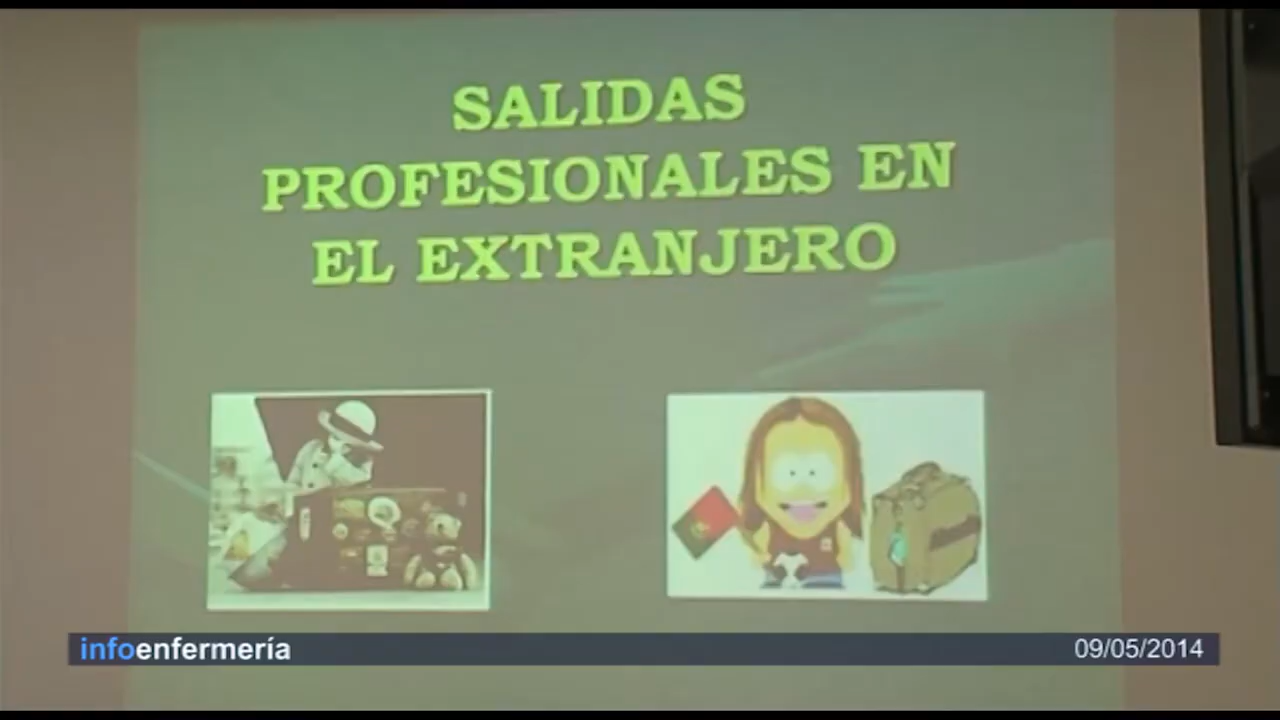 SALIDAS
PROFESIONALES EN
EL EXTRANJERO
infoenfermería
09/05/2014